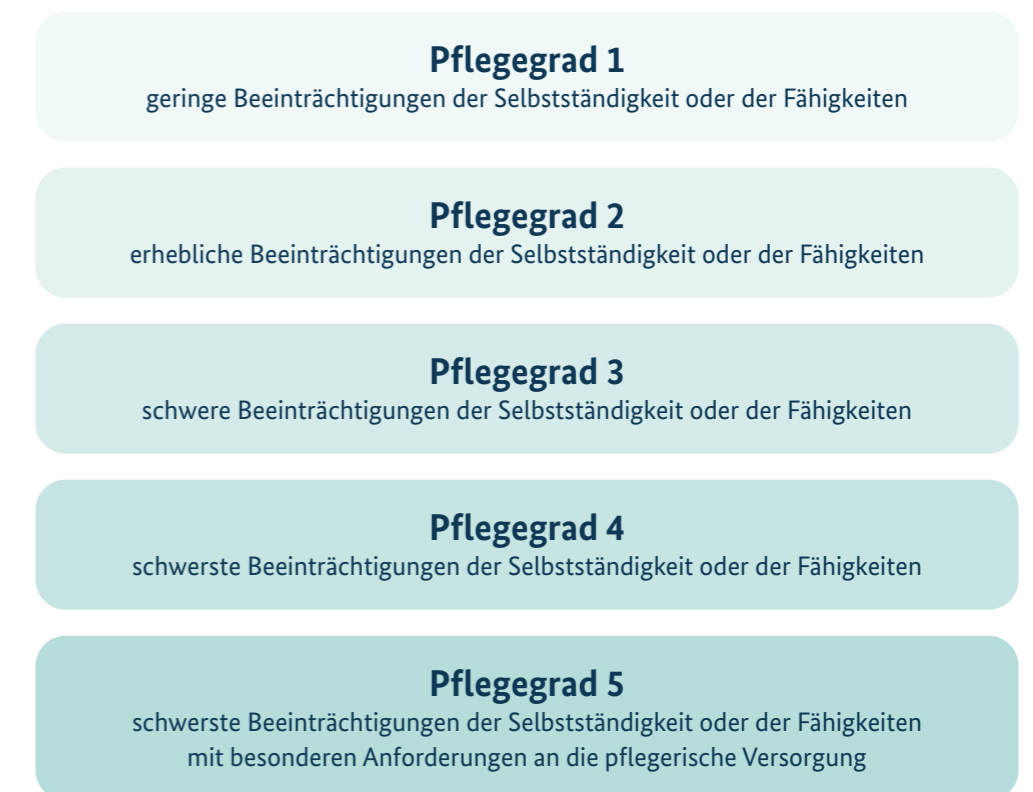 Pflegegrad 1
geringe Beeinträchtigungen der Selbstständigkeit oder der Fähigkeiten
Pflegegrad 2
erhebliche Beeinträchtigungen der Selbstständigkeit oder der Fähigkeiten
Pflegegrad 3
schwere Beeinträchtigungen der Selbstständigkeit oder der Fähigkeiten
Pflegegrad 4
schwerste Beeinträchtigungen der Selbstständigkeit oder der Fähigkeiten
Pflegegrad 5
schwerste Beeinträchtigungen der Selbstständigkeit oder der Fähigkeiten
mit besonderen Anforderungen an die pflegerische Versorgung